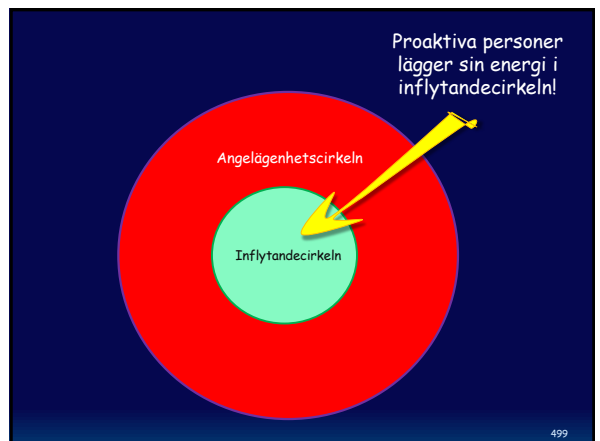 Proaktiva personer
lägger sin energi i
inflytandecirkeln!
Angelägenhetscirkeln
Inflytandecirkeln
499